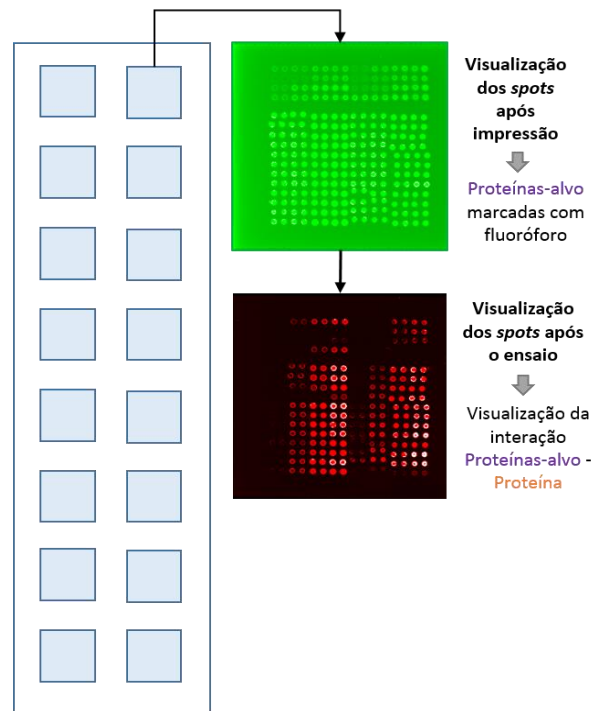 Visualização
dos spots
após
impressão
Proteínas-alvo
marcadas com
fluoróforo
Visualização
dos spots após
o ensaio
Visualização da
interação
Proteínas-alvo -
Proteína